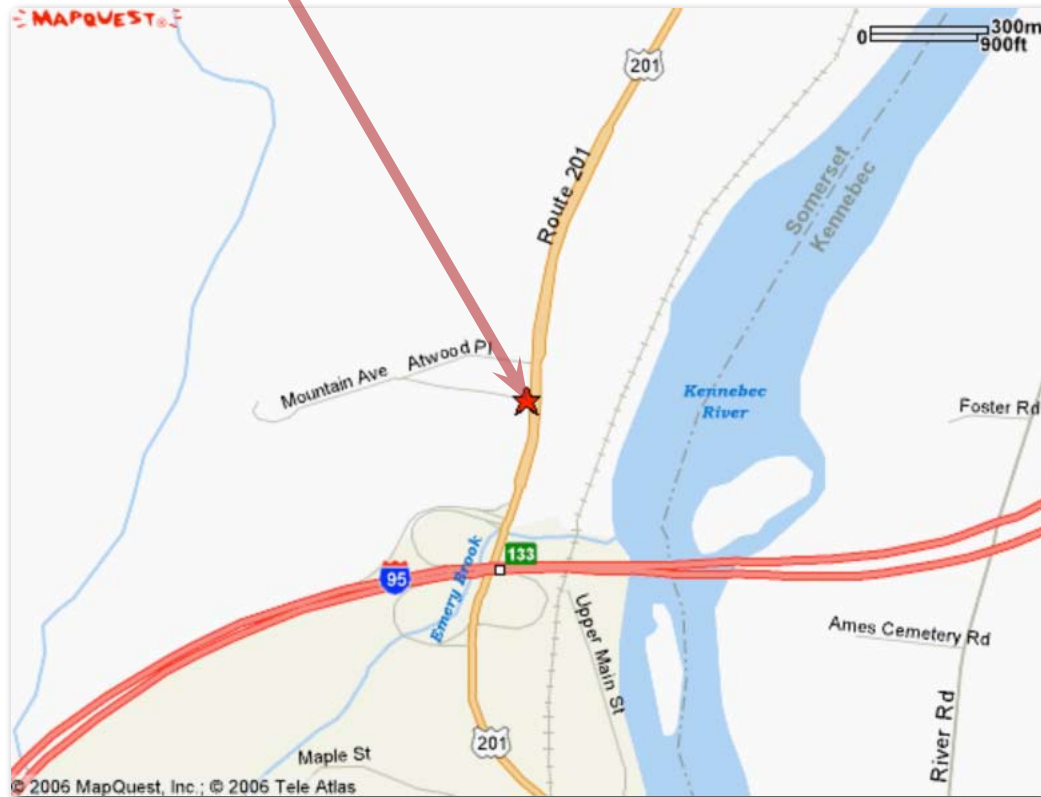 MAPQUEST®
0 300m
900ft
201
Route 201
Somerset
Kennebec
Mountain Ave
Atwood Pl
Kennebec
River
Foster Rd
133
95
Emery Brook
Upper Main St
Ames Cemetery Rd
River Rd
201
Maple St
© 2006 MapQuest, Inc.; © 2006 Tele Atlas